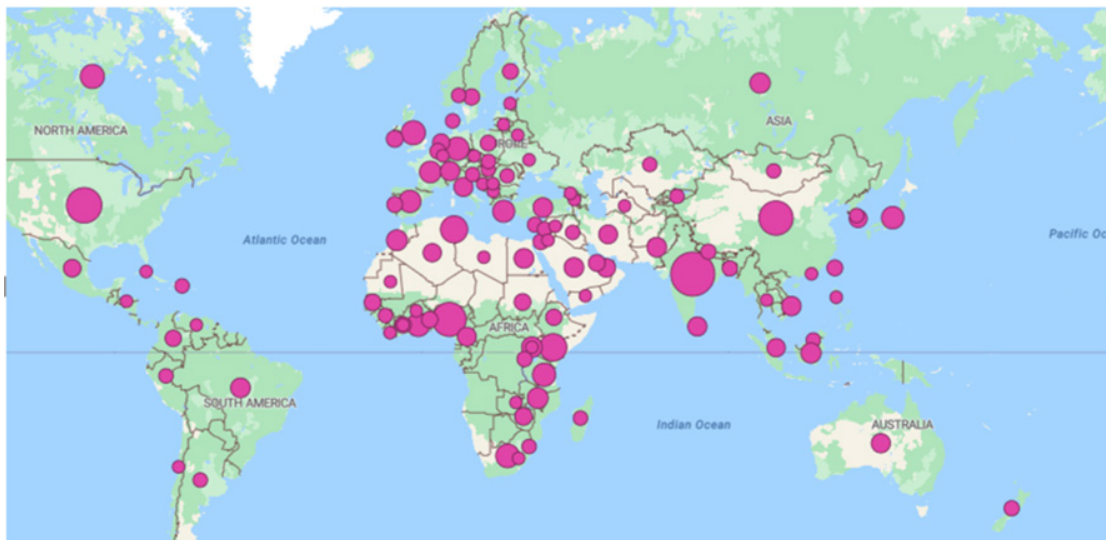 NORTH AMERICA
ASIA
Atlantic Ocean
Pacific Oc
AFRICA
SOUTH AMERICA
Indian Ocean
AUSTRALIA